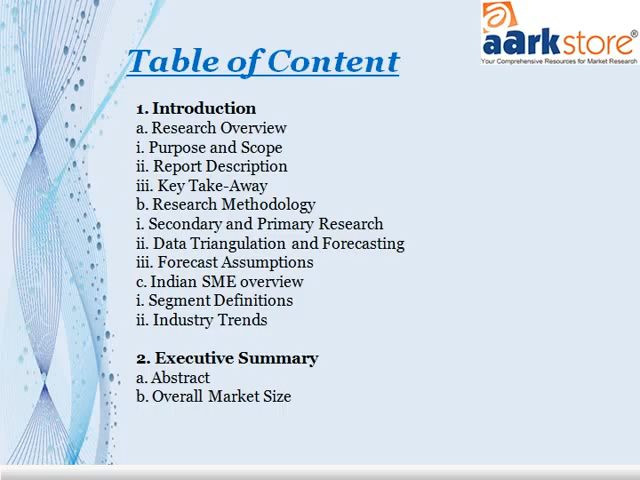 aarkstore®
Your Comprehensive Resources for Market Research
Table of Content
1. Introduction
a. Research Overview
i. Purpose and Scope
ii. Report Description
iii. Key Take-Away
b. Research Methodology
i. Secondary and Primary Research
ii. Data Triangulation and Forecasting
iii. Forecast Assumptions
c. Indian SME overview
i. Segment Definitions
ii. Industry Trends
2. Executive Summary
a. Abstract
b. Overall Market Size